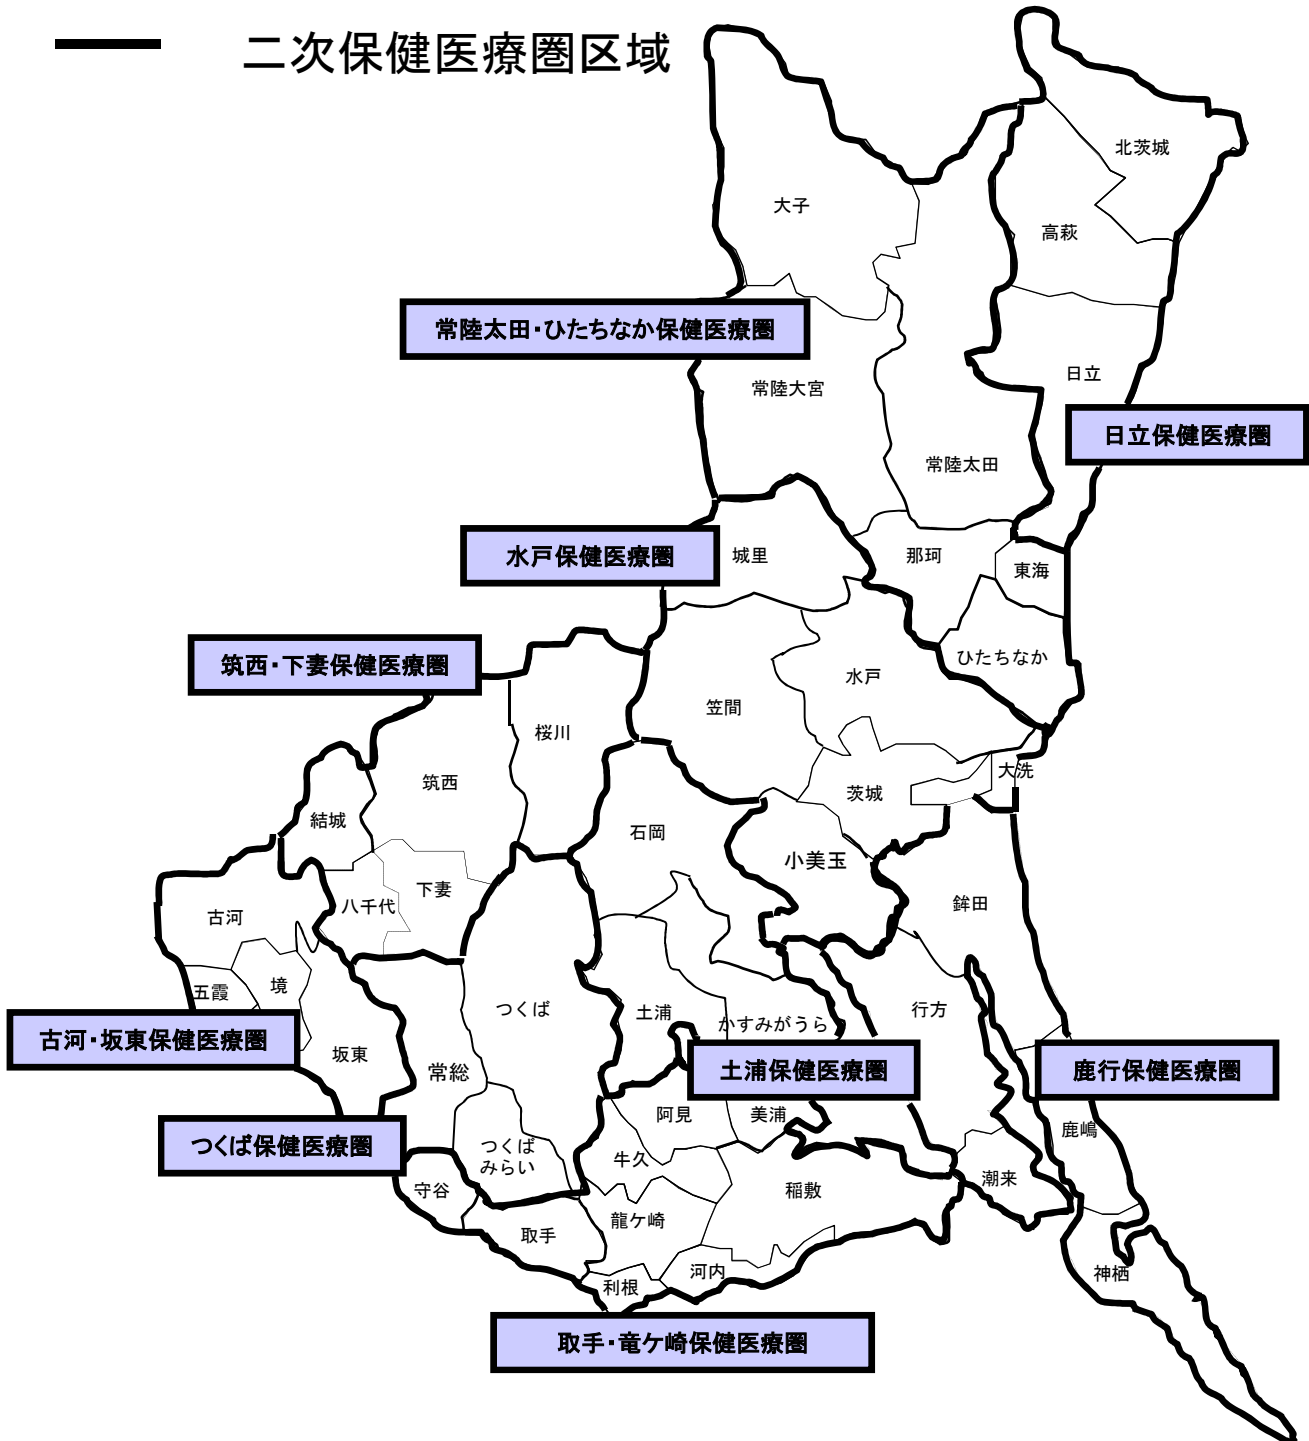 二次保健医療圏区域
北茨城
大子
高萩
常陸太田・ひたちなか保健医療圏
日立
常陸大宮
日立保健医療圏
常陸太田
水戸保健医療圏
城里
那珂
東海
筑西・下妻保健医療圏
ひたちなか
水戸
笠間
桜川
大洗
筑西
茨城
結城
石岡
小美玉
下妻
八千代
鉾田
古河
境
五霞
つくば
土浦
かすみがうら
行方
古河・坂東保健医療圏
坂東
常総
土浦保健医療圏
鹿行保健医療圏
阿見
美浦
鹿嶋
つくば保健医療圏
つくば
みらい
牛久
潮来
守谷
稲敷
龍ケ崎
取手
河内
神栖
利根
取手・竜ケ崎保健医療圏